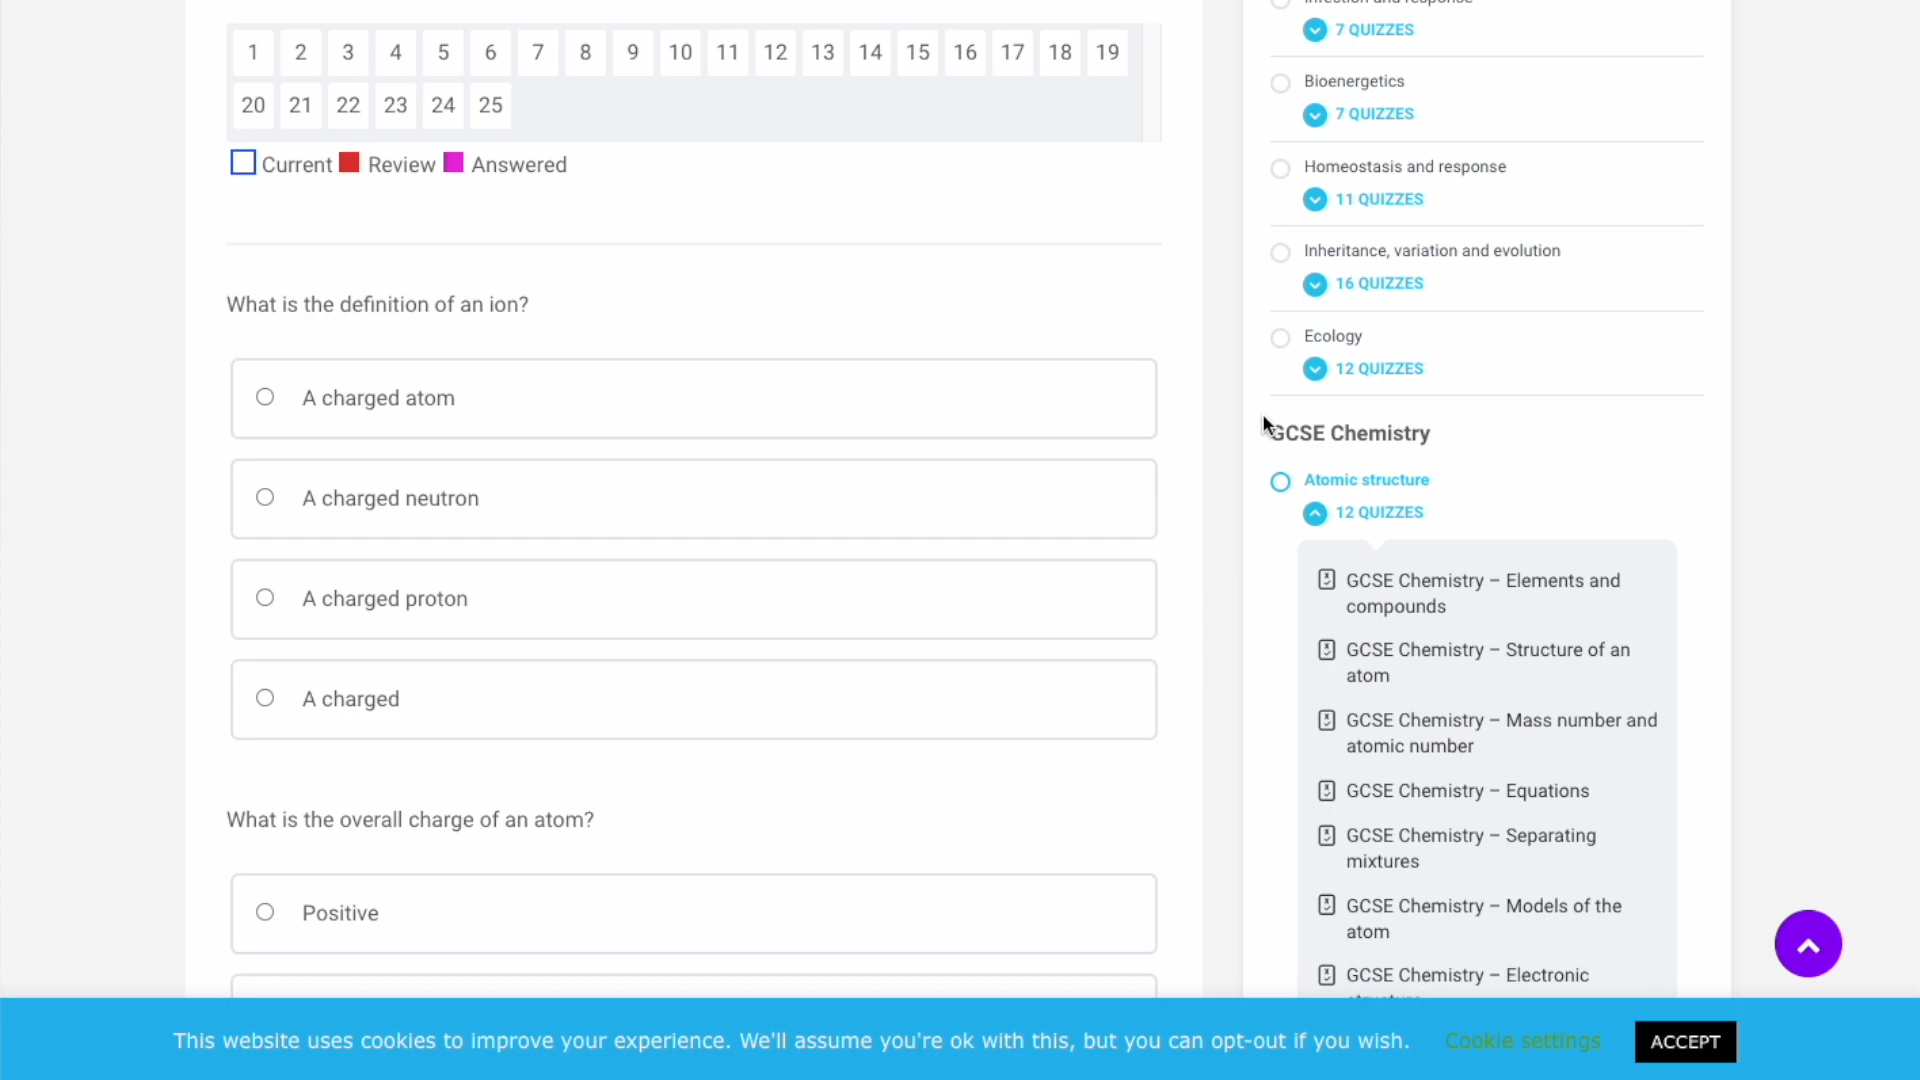 1 2 3 4 5 6 7 8 9 10 11 12 13 14 15 16 17 18 19
20 21 22 23 24 25
Current Review Answered
What is the definition of an ion?
A charged atom
A charged neutron
A charged proton
A charged
What is the overall charge of an atom?
Positive
7 QUIZZES
Bioenergetics
7 QUIZZES
Homeostasis and response
11 QUIZZES
Inheritance, variation and evolution
16 QUIZZES
Ecology
12 QUIZZES
GCSE Chemistry
Atomic structure
12 QUIZZES
GCSE Chemistry – Elements and
compounds
GCSE Chemistry – Structure of an
atom
GCSE Chemistry – Mass number and
atomic number
GCSE Chemistry – Equations
GCSE Chemistry – Separating
mixtures
GCSE Chemistry – Models of the
atom
GCSE Chemistry – Electronic
This website uses cookies to improve your experience. We'll assume you're ok with this, but you can opt-out if you wish. Cookie settings ACCEPT